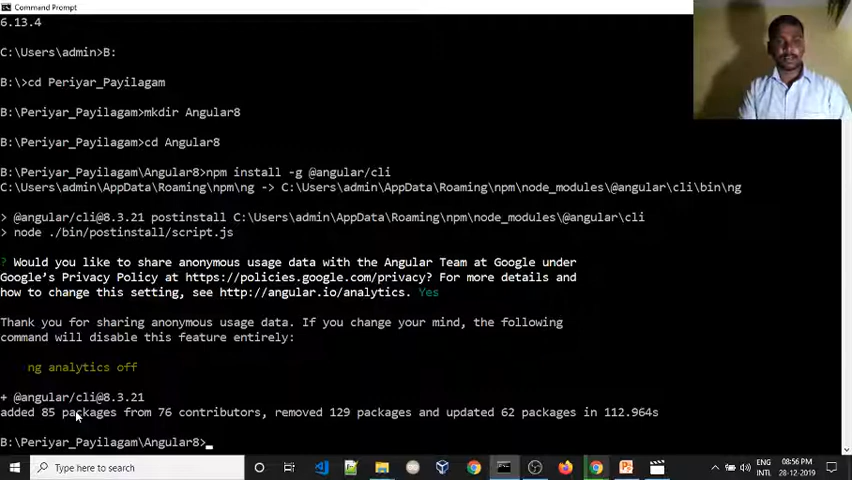 Command Prompt
6.13.4
C:\Users\admin>B:
B:\>cd Periyar_Payilagam
B:\Periyar_Payilagam>mkdir Angular8
B:\Periyar_Payilagam>cd Angular8
B:\Periyar_Payilagam\Angular8>npm install -g @angular/cli
C:\Users\admin\AppData\Roaming\npm\ng -> C:\Users\admin\AppData\Roaming\npm\node_modules\@angular\cli\bin\ng
> @angular/cli@8.3.21 postinstall C:\Users\admin\AppData\Roaming\npm\node_modules\@angular\cli
> node ./bin/postinstall/script.js
? Would you like to share anonymous usage data with the Angular Team at Google under
Google's Privacy Policy at https://policies.google.com/privacy? For more details and
how to change this setting, see http://angular.io/analytics. Yes
Thank you for sharing anonymous usage data. If you change your mind, the following
command will disable this feature entirely:
ng analytics off
+ @angular/cli@8.3.21
added 85 packages from 76 contributors, removed 129 packages and updated 62 packages in 112.964s
B:\Periyar_Payilagam\Angular8>_
Type here to search
ENG
INTL
08:56 PM
28-12-2019